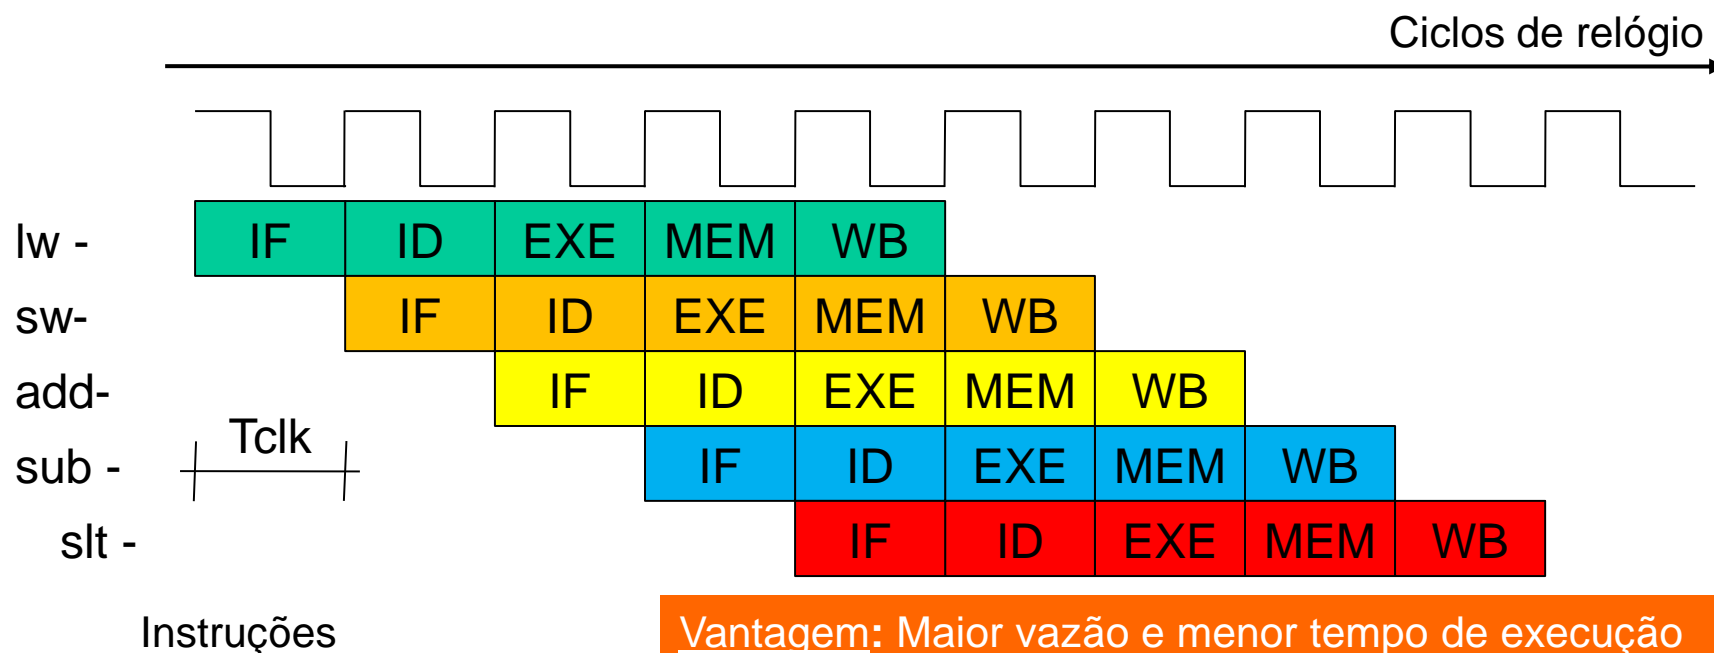 Ciclos de relógio
lw - IF ID EXE MEM WB
sw- IF ID EXE MEM WB
add- IF ID EXE MEM WB
Tclk
sub - IF ID EXE MEM WB
slt - IF ID EXE MEM WB
Instruções
Vantagem: Maior vazão e menor tempo de execução